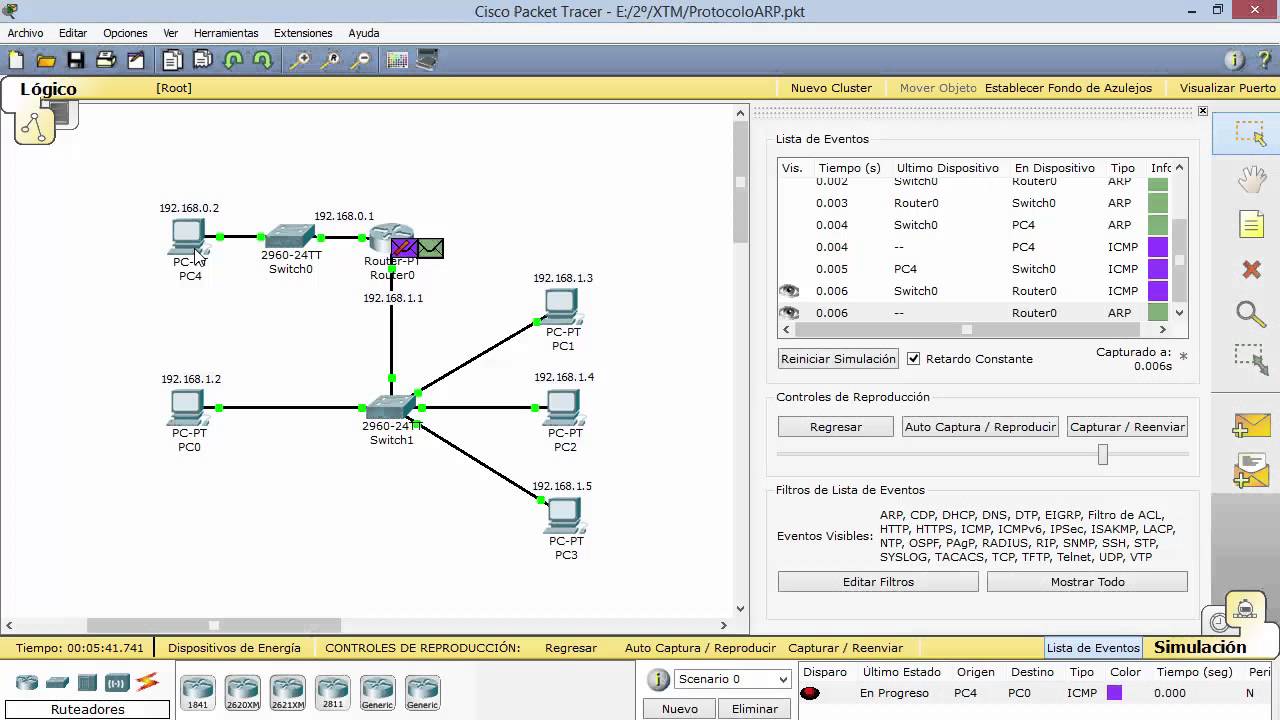 Cisco Packet Tracer - E:/2º/XTM/ProtocoloARP.pkt
Archivo Editar Opciones Ver Herramientas Extensiones Ayuda
Lógico [Root] Nuevo Cluster Mover Objeto Establecer Fondo de Azulejos Visualizar Puerto
192.168.0.2
PC4
2960-24TT
Switch0
192.168.0.1
Router-PT
Router0
192.168.1.1
192.168.1.3
PC-PT
PC1
192.168.1.2
PC-PT
PC0
2960-24TT
Switch1
192.168.1.4
PC-PT
PC2
192.168.1.5
PC-PT
PC3
Lista de Eventos
Vis. Tiempo (s) Ultimo Dispositivo En Dispositivo Tipo Info
0.002 Switch0 Router0 ARP
0.003 Router0 Switch0 ARP
0.004 Switch0 PC4 ARP
0.004 -- PC4 ICMP
0.005 PC4 Switch0 ICMP
0.006 Switch0 Router0 ICMP
0.006 -- Router0 ARP
Reiniciar Simulación Retardo Constante Capturado a: *
0.006s
Controles de Reproducción
Regresar Auto Captura / Reproducir Capturar / Reenviar
Filtros de Lista de Eventos
Eventos Visibles:
ARP, CDP, DHCP, DNS, DTP, EIGRP, Filtro de ACL,
HTTP, HTTPS, ICMP, ICMPv6, IPSec, ISAKMP, LACP,
NTP, OSPF, PAgP, RADIUS, RIP, SNMP, SSH, STP,
SYSLOG, TACACS, TCP, TFTP, Telnet, UDP, VTP
Editar Filtros Mostrar Todo
Tiempo: 00:05:41.741 Dispositivos de Energía CONTROLES DE REPRODUCCIÓN: Regresar Auto Captura / Reproducir Capturar / Reenviar Lista de Eventos Simulación
Ruteadores
1841 2620XM 2621XM 2811 Generic Generic
Scenario 0
Nuevo Eliminar
Disparo Último Estado Origen Destino Tipo Color Tiempo (seg) Peri
En Progreso PC4 PC0 ICMP 0.000 N